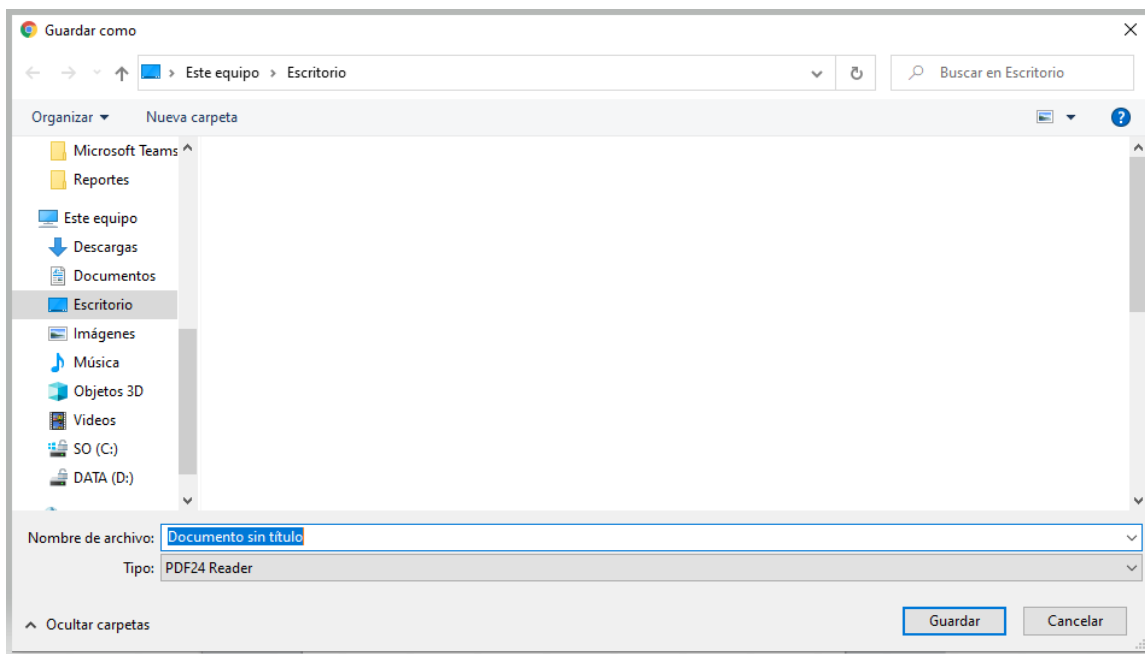 Guardar como
Este equipo > Escritorio
Buscar en Escritorio
Organizar
Nueva carpeta
Microsoft Teams
Reportes
Este equipo
Descargas
Documentos
Escritorio
Imágenes
Música
Objetos 3D
Videos
SO (C:)
DATA (D:)
Nombre de archivo: Documento sin título
Tipo: PDF24 Reader
Ocultar carpetas
Guardar
Cancelar